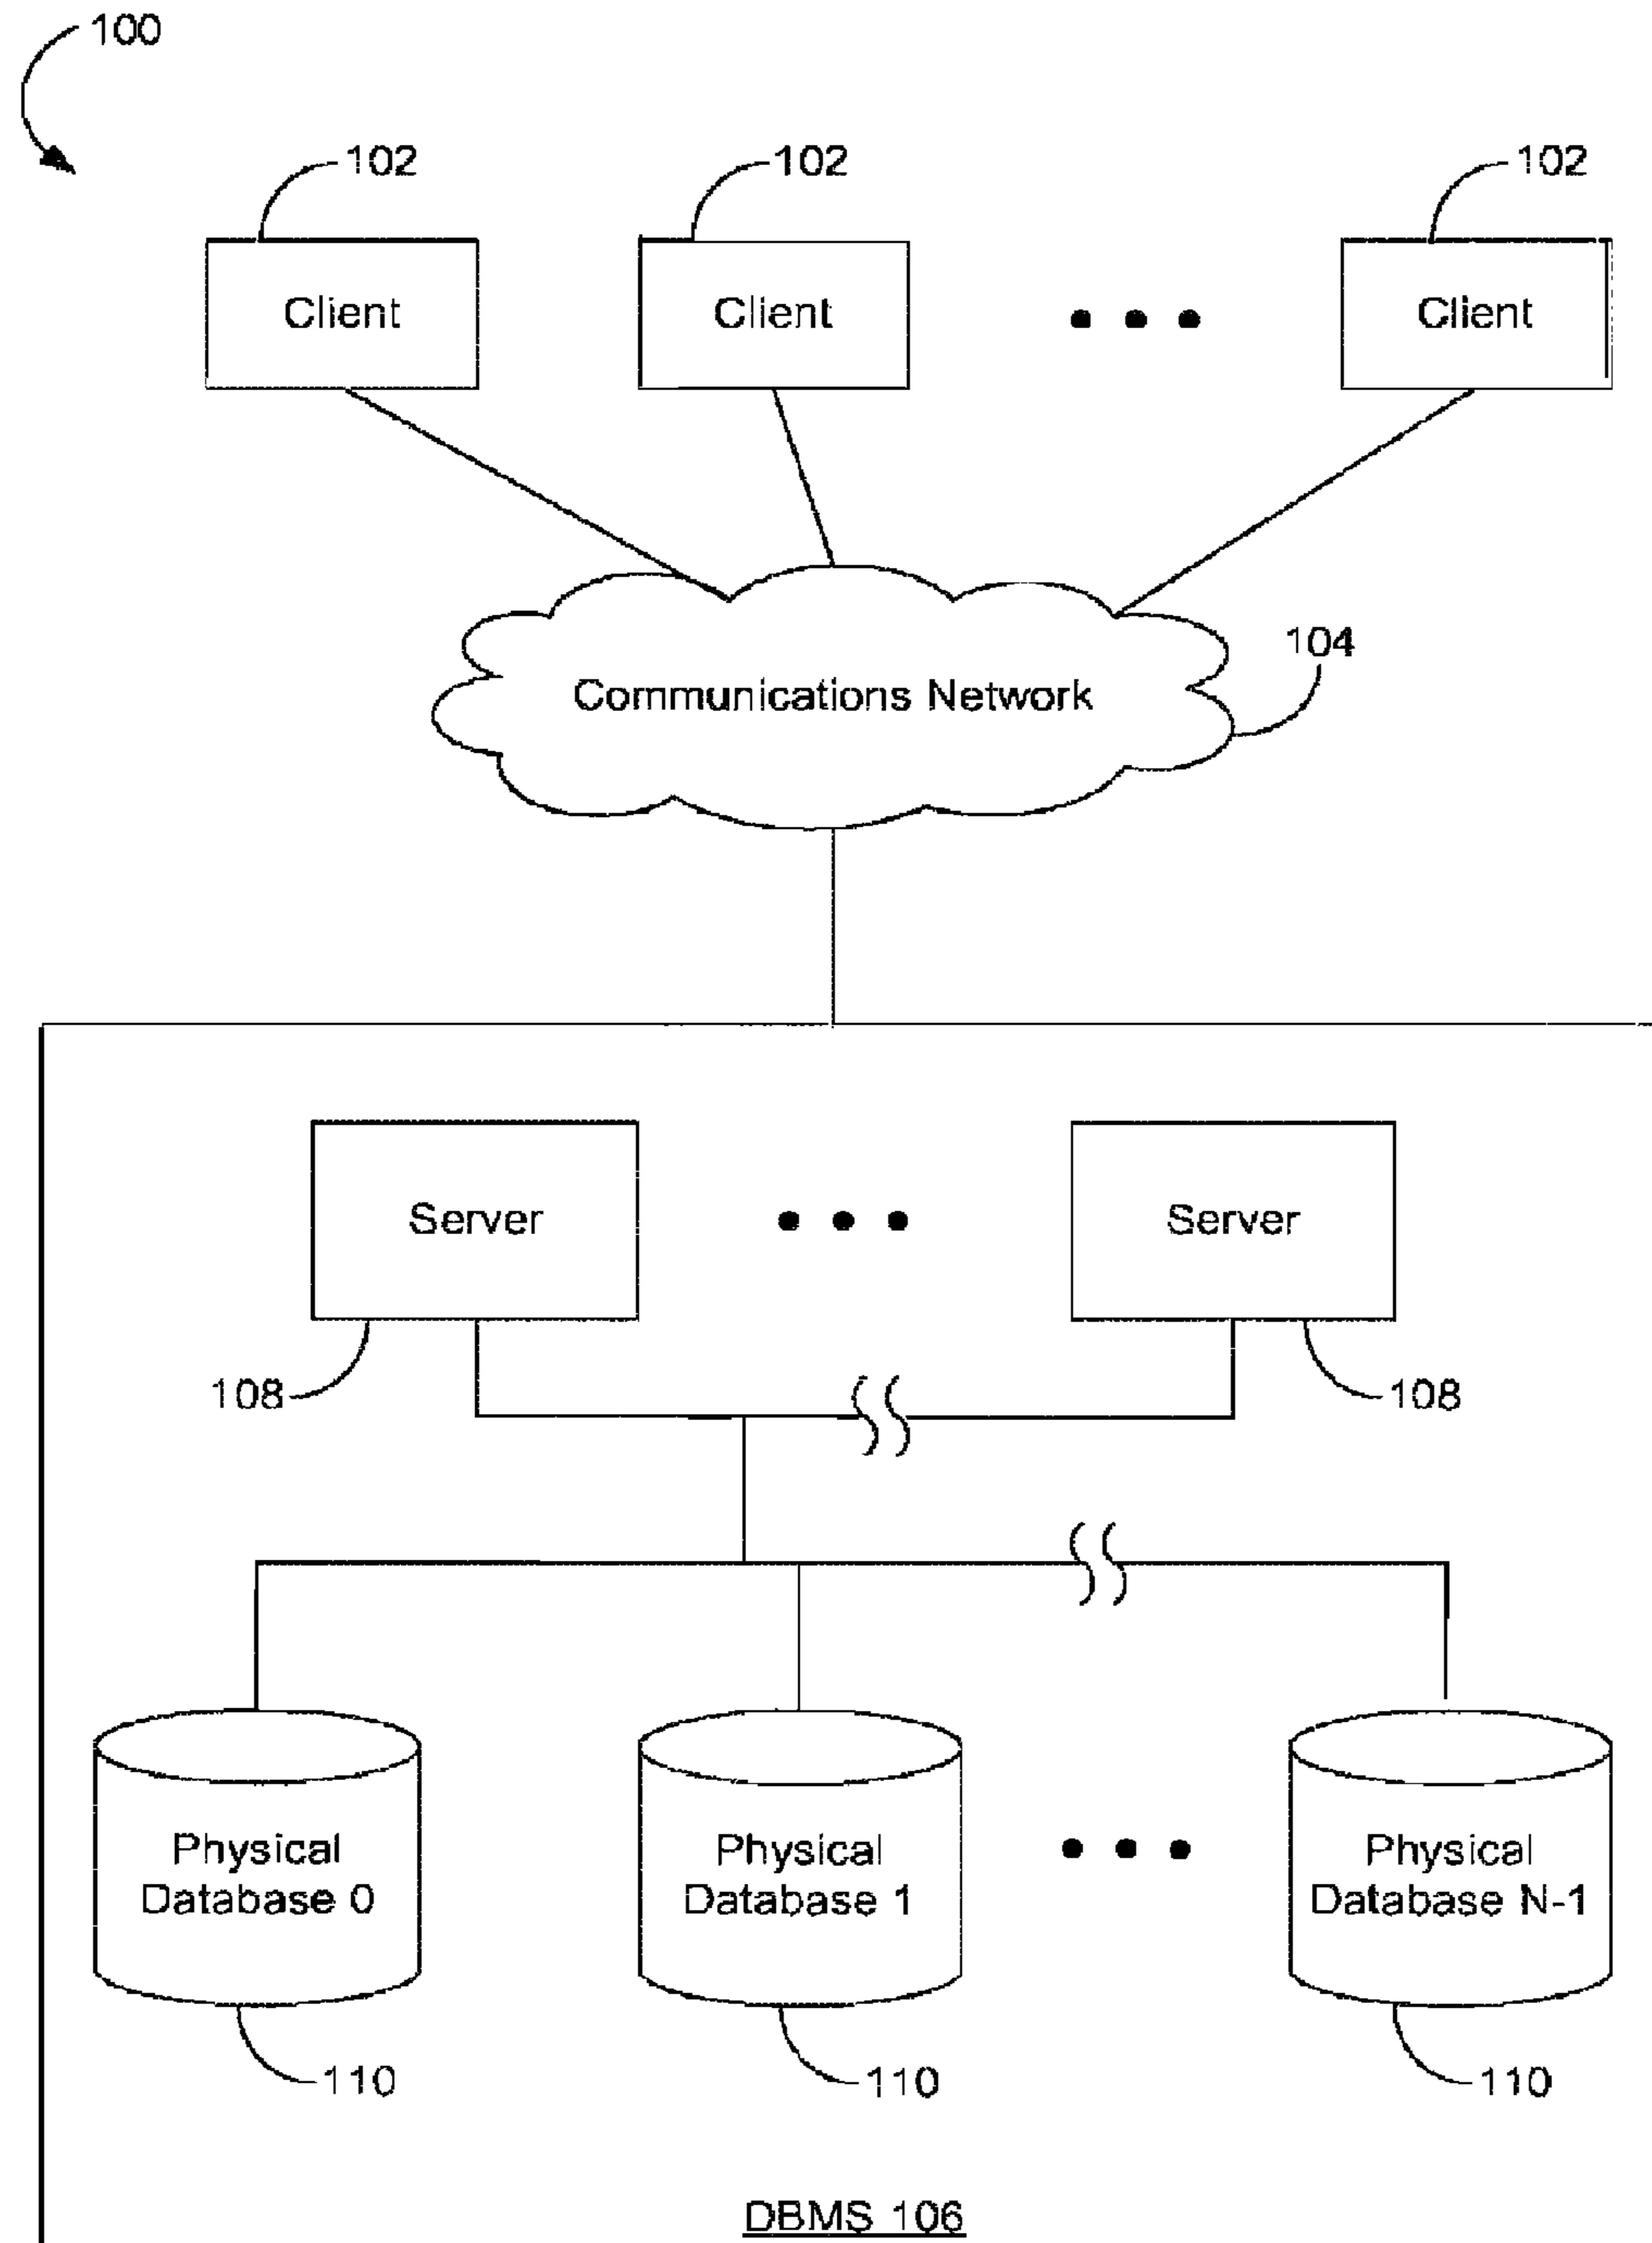 100
102
102
102
Client
Client
Client
104
Communications Network
Server
Server
108
108
Physical
Database 0
Physical
Database 1
Physical
Database N-1
110
110
110
DBMS 106